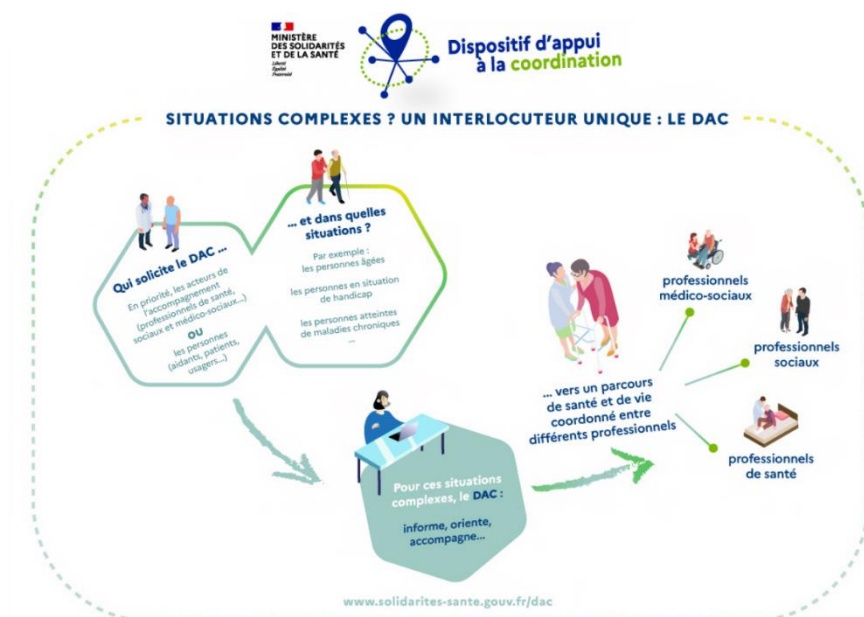 MINISTÈRE
DES SOLIDARITÉS
ET DE LA SANTÉ
Liberté
Égalité
Fraternité
Dispositif d'appui
à la coordination
SITUATIONS COMPLEXES ? UN INTERLOCUTEUR UNIQUE : LE DAC
Qui solicite le DAC ...
En priorité, les acteurs de
l'accompagnement
(professionnels de santé,
sociaux et médico-sociaux...)
OU
les personnes
(aidants, patients,
usagers...)
... et dans quelles
situations ?
Par exemple :
les personnes âgées
les personnes en situation
de handicap
les personnes atteintes
de maladies chroniques
...
Pour ces situations
complexes, le DAC :
informe, oriente,
accompagne...
... vers un parcours
de santé et de vie
coordonné entre
différents professionnels
professionnels
médico-sociaux
professionnels
sociaux
professionnels
de santé
www.solidarites-sante.gouv.fr/dac